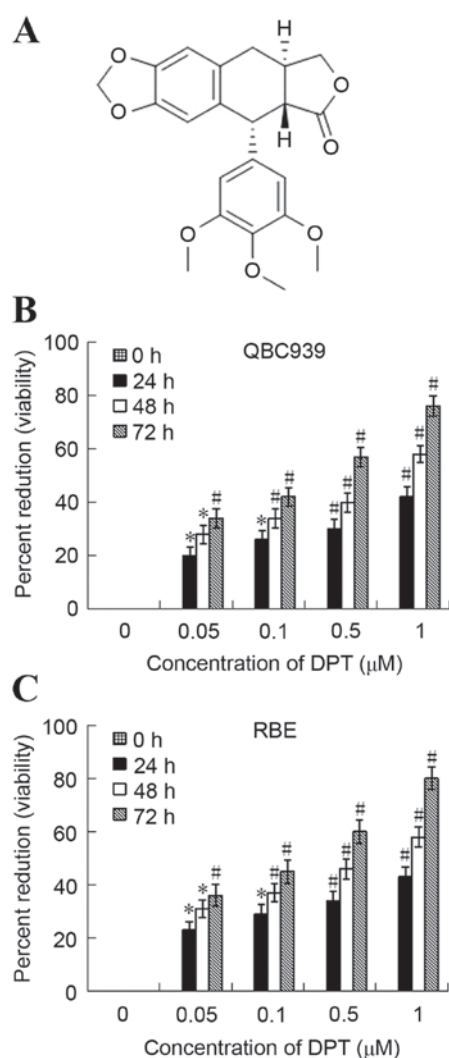 A
H
O
O
H
O
O
O
O
O
B
QBC939
0 h
24 h
48 h
72 h
Percent redution (viability)
100
80
60
40
20
0
* * #
* # #
# # #
# # #
0 0.05 0.1 0.5 1
Concentration of DPT (μM)
C
RBE
0 h
24 h
48 h
72 h
Percent redution (viability)
100
80
60
40
20
0
* * #
* # #
# # #
# # #
0 0.05 0.1 0.5 1
Concentration of DPT (μM)